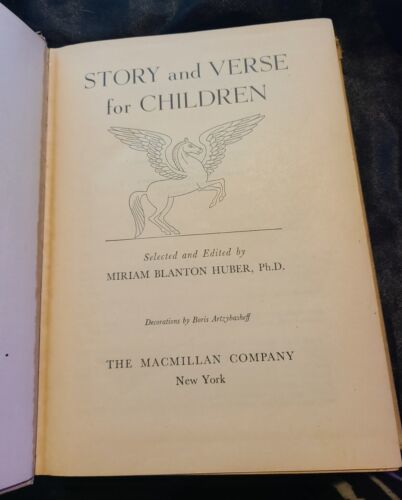 STORY and VERSE
for CHILDREN
Selected and Edited by
MIRIAM BLANTON HUBER, Ph.D.
Decorations by Boris Artzybasheff
THE MACMILLAN COMPANY
New York